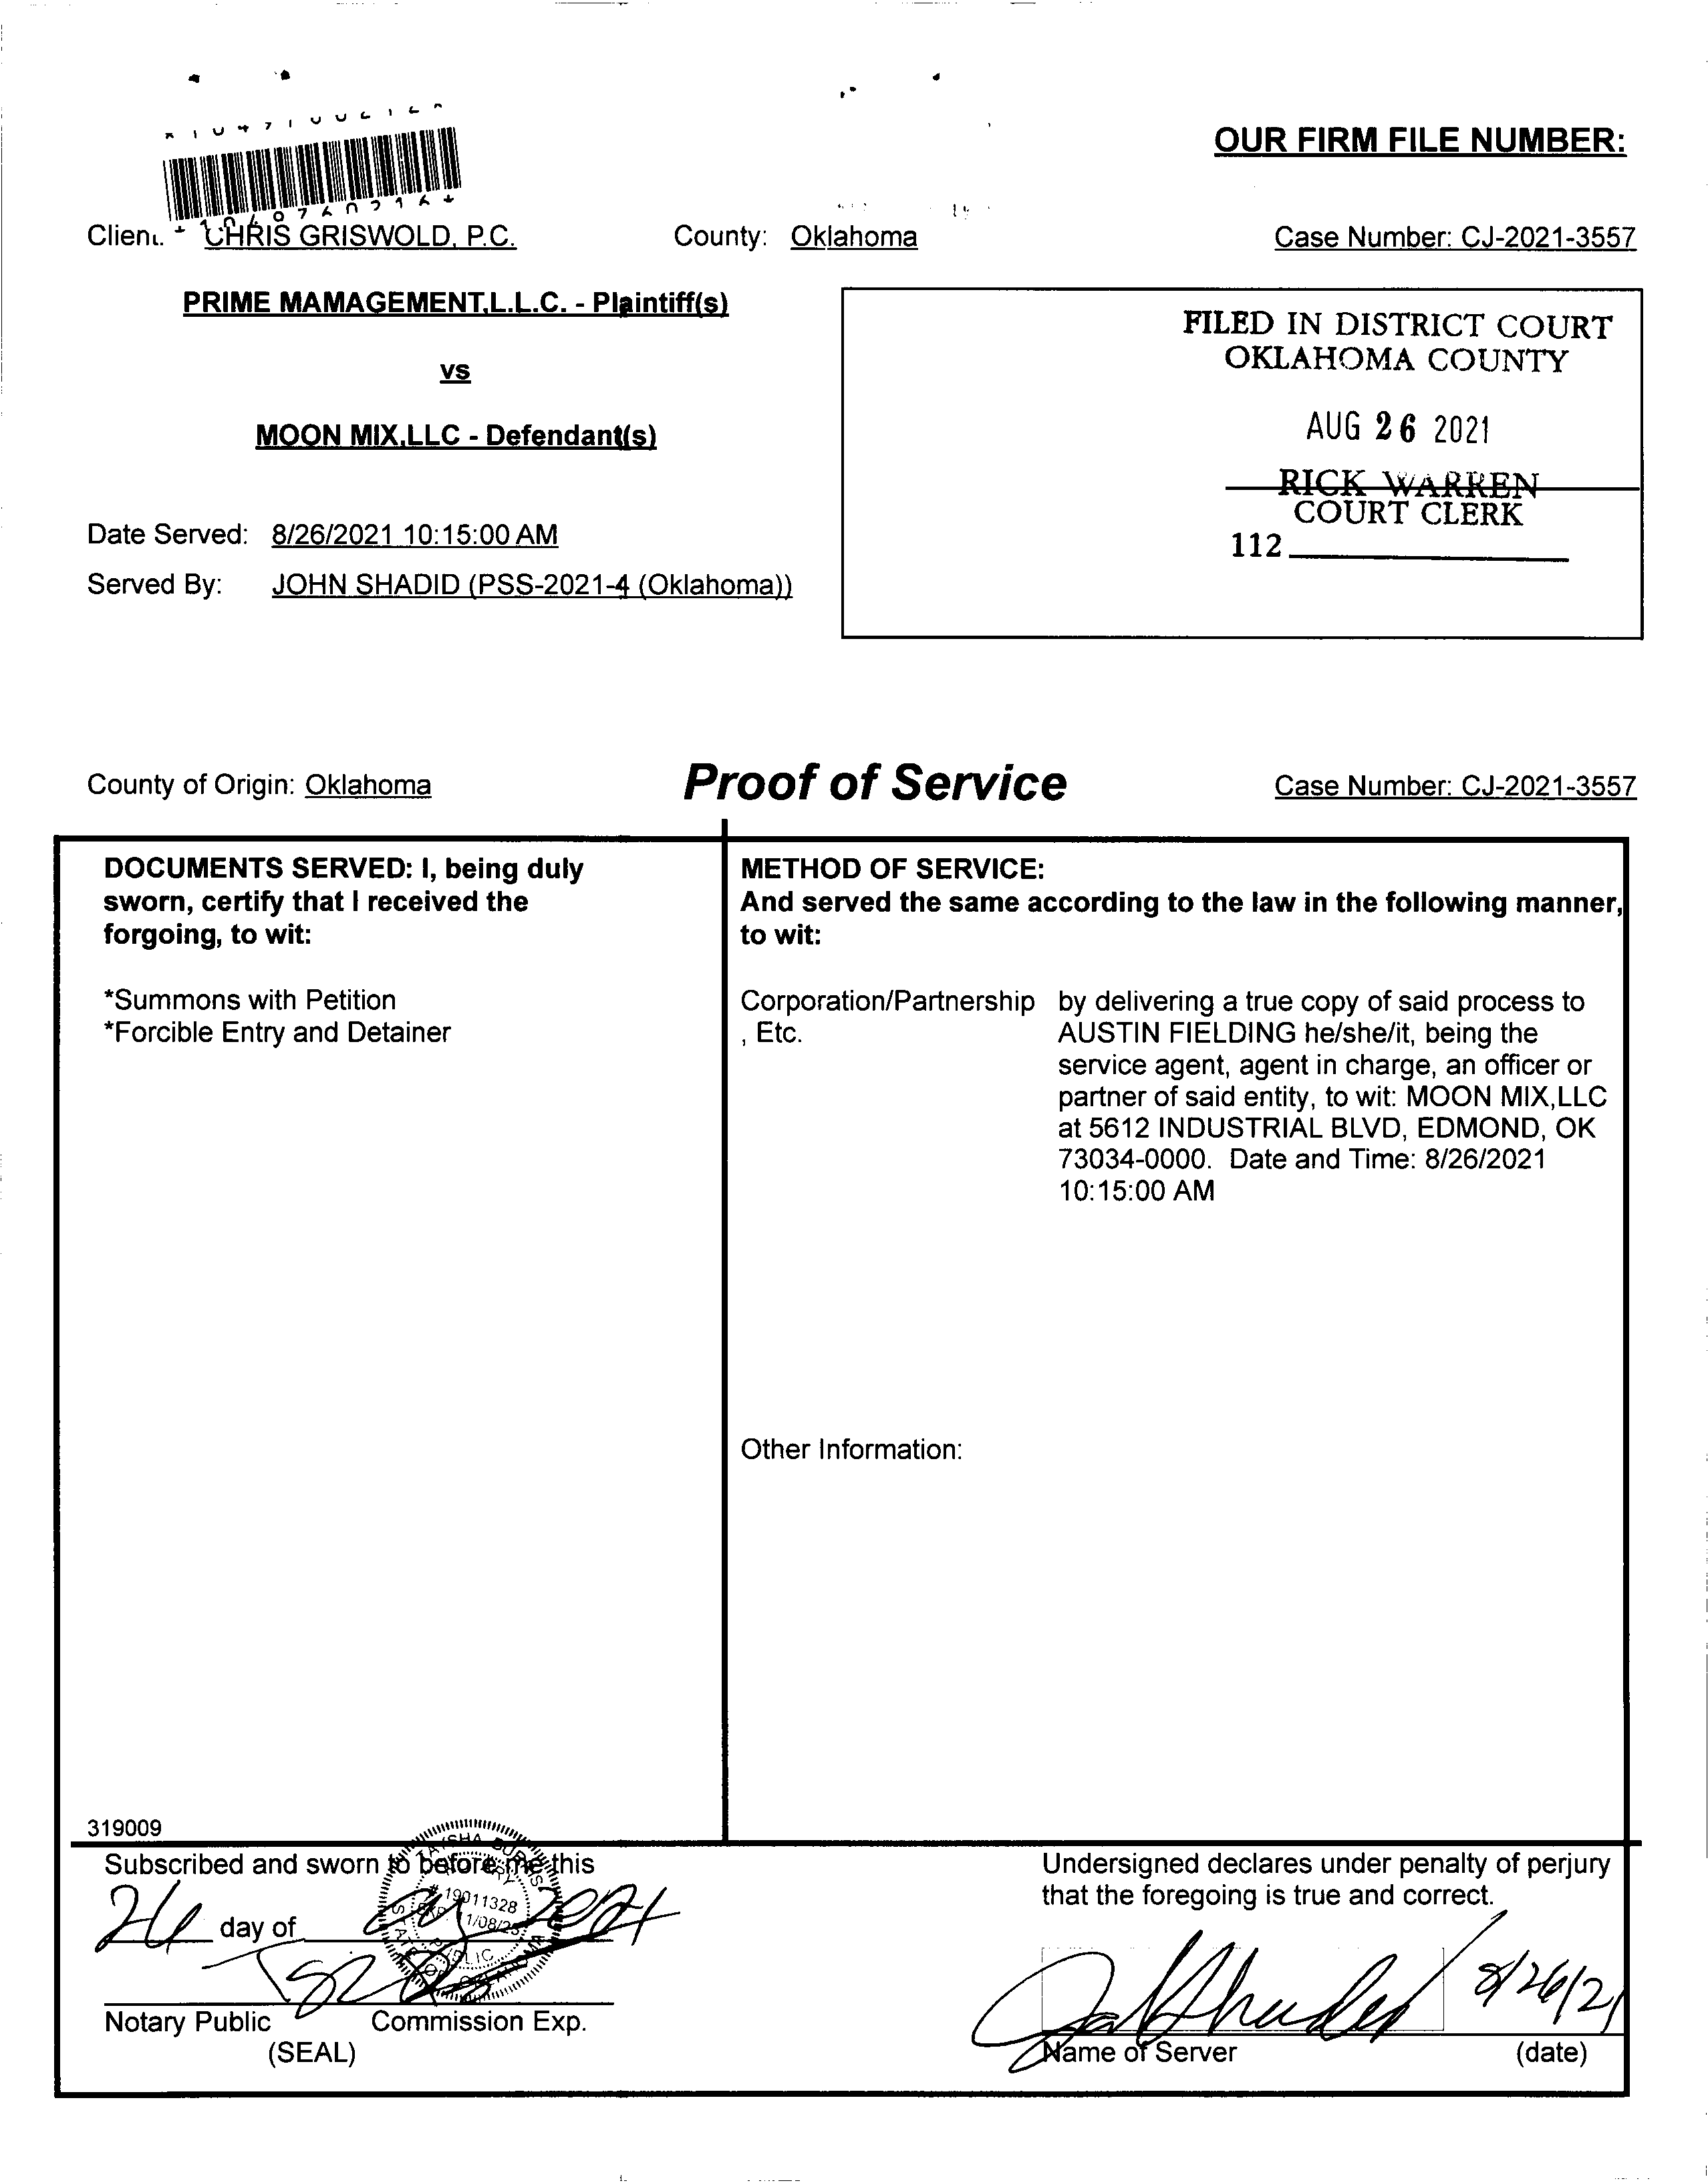 OUR FIRM FILE NUMBER:
CHRIS GRISWOLD, P.C.
County: Oklahoma
Case Number: CJ-2021-3557
PRIME MAMAGEMENT,L.L.C. - Plaintiff(s)
vs
MOON MIX,LLC - Defendant(s)
FILED IN DISTRICT COURT
OKLAHOMA COUNTY
AUG 26 2021
RICK WARREN
COURT CLERK
112
Date Served: 8/26/2021 10:15:00 AM
Served By: JOHN SHADID (PSS-2021-4 (Oklahoma))
County of Origin: Oklahoma
Proof of Service
Case Number: CJ-2021-3557
DOCUMENTS SERVED: I, being duly
sworn, certify that I received the
forgoing, to wit:
*Summons with Petition
*Forcible Entry and Detainer
METHOD OF SERVICE:
And served the same according to the law in the following manner,
to wit:
Corporation/Partnership
, Etc.
by delivering a true copy of said process to
AUSTIN FIELDING he/she/it, being the
service agent, agent in charge, an officer or
partner of said entity, to wit: MOON MIX,LLC
at 5612 INDUSTRIAL BLVD, EDMOND, OK
73034-0000. Date and Time: 8/26/2021
10:15:00 AM
Other Information:
319009
Subscribed and sworn to before me this
26 day of
# 19011328
Notary Public
Commission Exp.
(SEAL)
Undersigned declares under penalty of perjury
that the foregoing is true and correct.
8/26/21
Name of Server
(date)